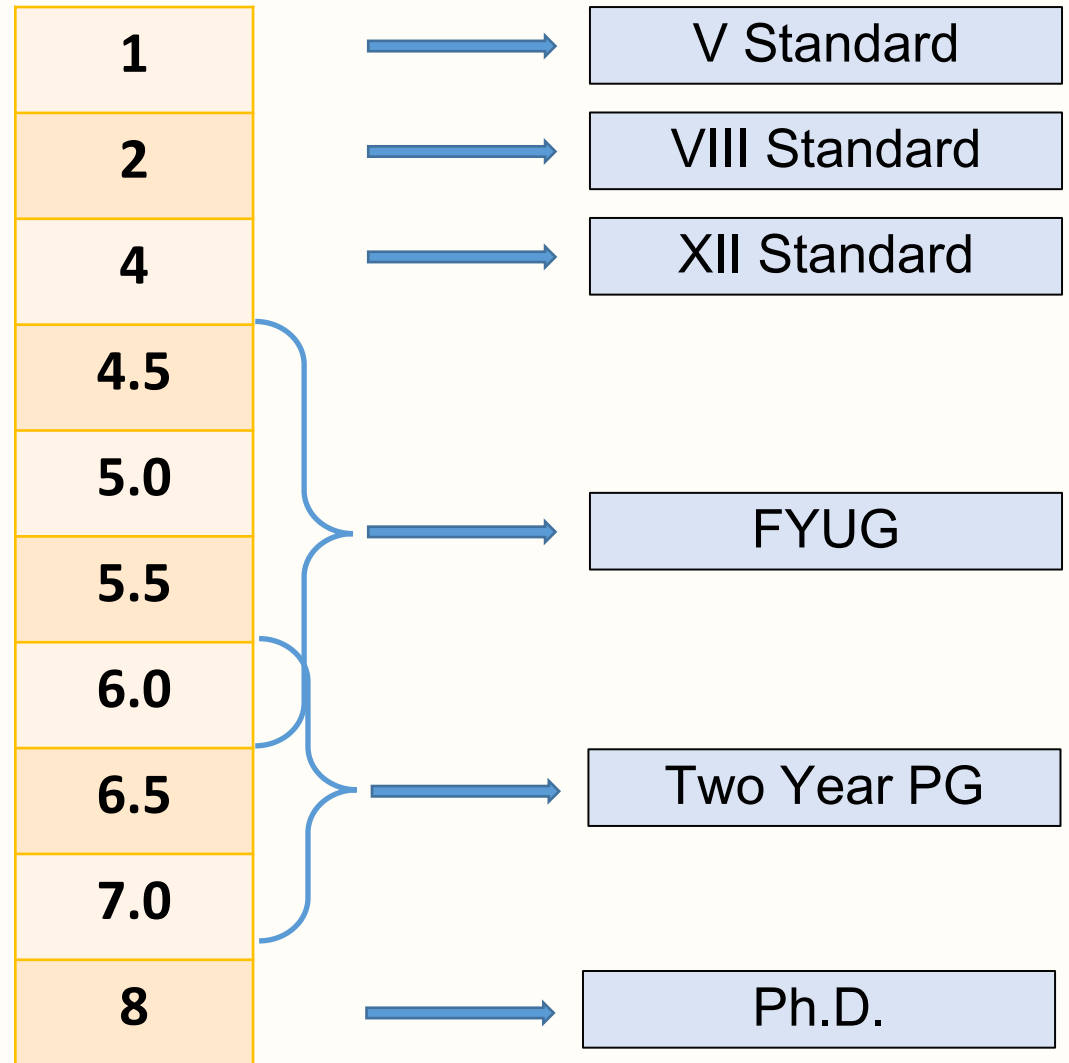 1
V Standard
2
VIII Standard
4
XII Standard
4.5
5.0
FYUG
5.5
6.0
6.5
Two Year PG
7.0
8
Ph.D.